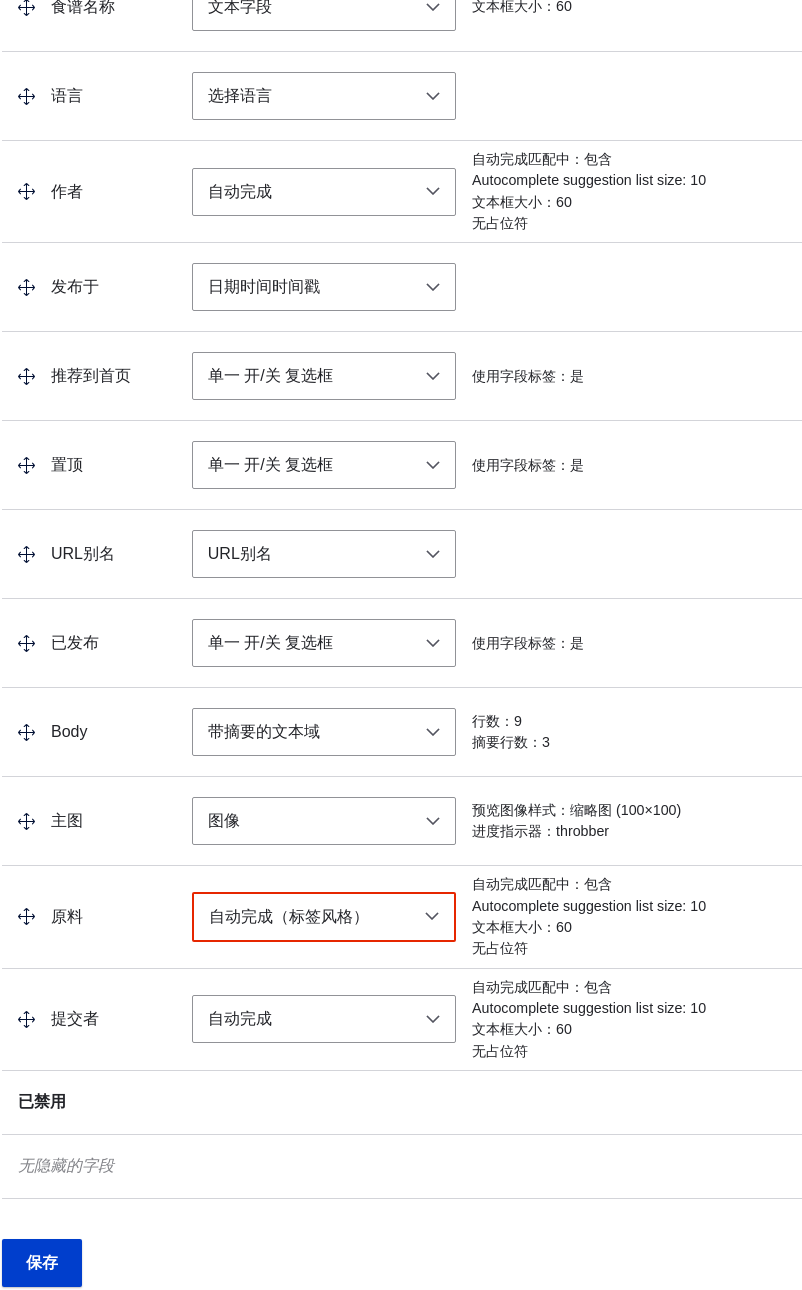 食谱名称
文本字段
文本框大小：60
语言
选择语言
作者
自动完成
自动完成匹配中：包含
Autocomplete suggestion list size: 10
文本框大小：60
无占位符
发布于
日期时间时间戳
推荐到首页
单一 开/关 复选框
使用字段标签：是
置顶
单一 开/关 复选框
使用字段标签：是
URL别名
URL别名
已发布
单一 开/关 复选框
使用字段标签：是
Body
带摘要的文本域
行数：9
摘要行数：3
主图
图像
预览图像样式：缩略图 (100×100)
进度指示器：throbber
原料
自动完成（标签风格）
自动完成匹配中：包含
Autocomplete suggestion list size: 10
文本框大小：60
无占位符
提交者
自动完成
自动完成匹配中：包含
Autocomplete suggestion list size: 10
文本框大小：60
无占位符
已禁用
无隐藏的字段
保存